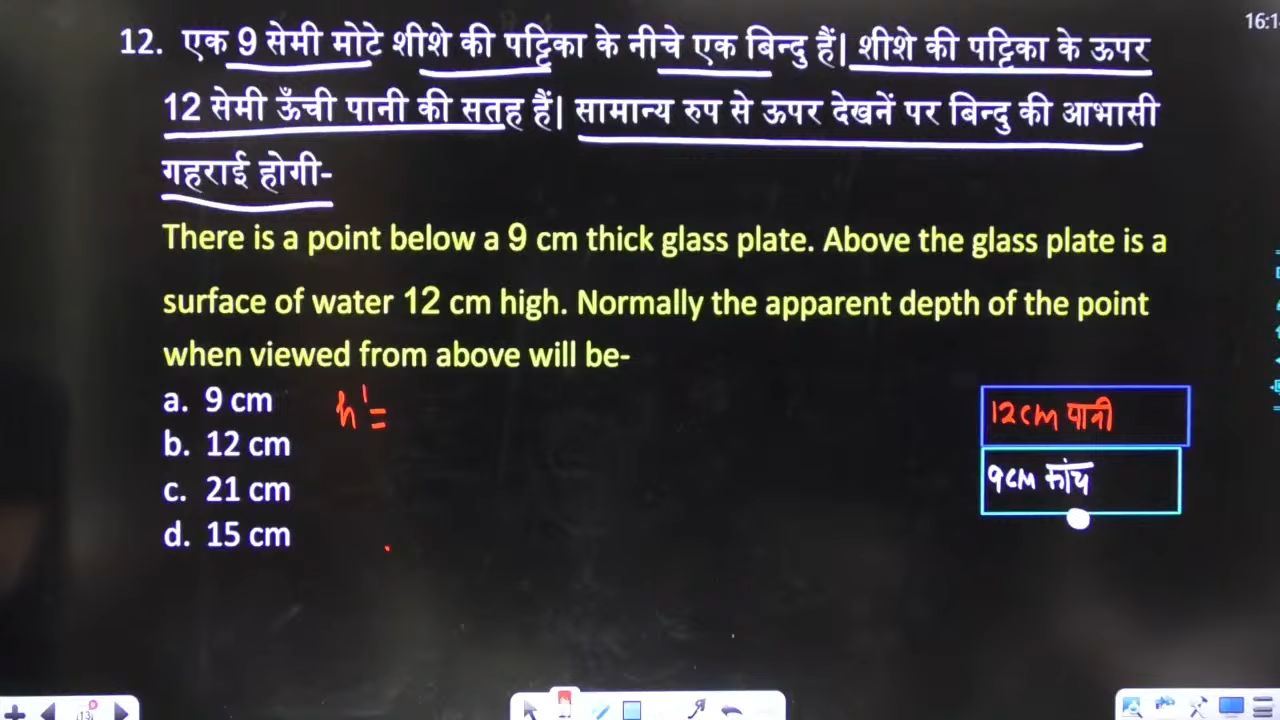 16:1
12. एक 9 सेमी मोटे शीशे की पट्टिका के नीचे एक बिन्दु हैं| शीशे की पट्टिका के ऊपर
12 सेमी ऊँची पानी की सतह हैं| सामान्य रुप से ऊपर देखनें पर बिन्दु की आभासी
गहराई होगी-
There is a point below a 9 cm thick glass plate. Above the glass plate is a
surface of water 12 cm high. Normally the apparent depth of the point
when viewed from above will be-
a. 9 cm
h' =
b. 12 cm
c. 21 cm
d. 15 cm
12cm पानी
9cm कांच
(13)